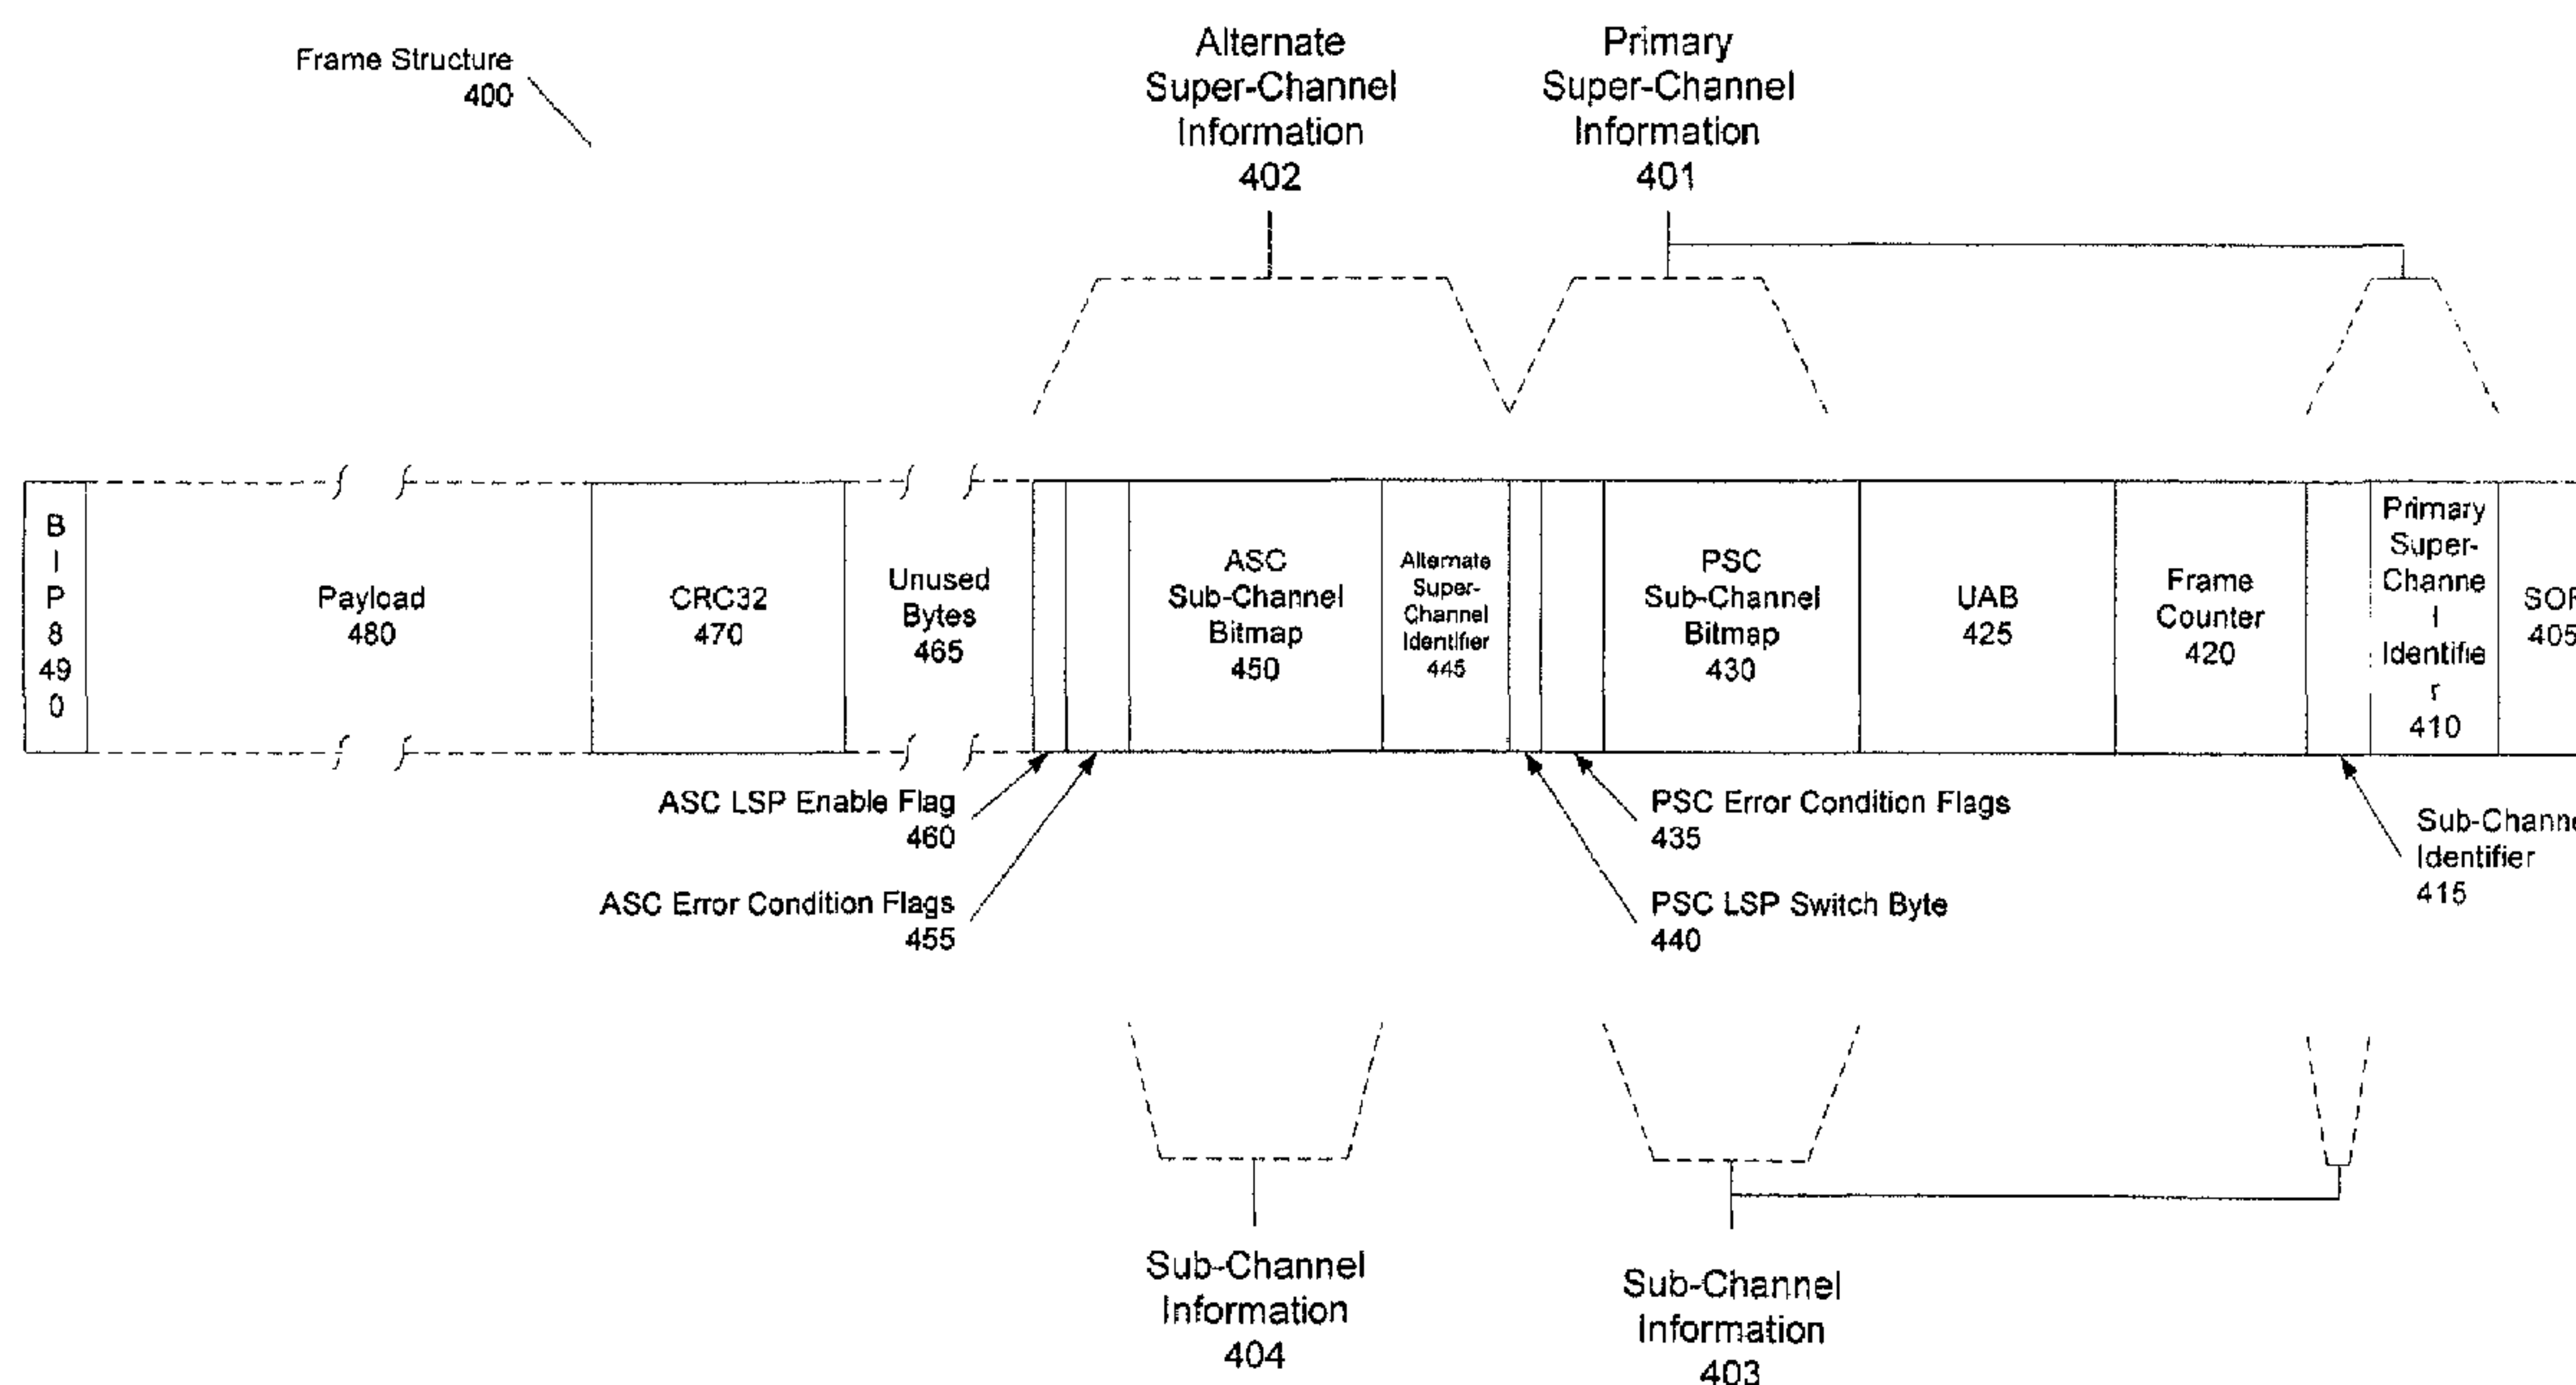 Frame Structure
400
Alternate
Super-Channel
Information
402
Primary
Super-Channel
Information
401
B
I
P
8
49
0
Payload
480
CRC32
470
Unused
Bytes
465
ASC
Sub-Channel
Bitmap
450
Alternate
Super-
Channel
Identifier
445
PSC
Sub-Channel
Bitmap
430
UAB
425
Frame
Counter
420
Primary
Super-
Channe
l
Identifie
r
410
SOF
405
ASC LSP Enable Flag
460
ASC Error Condition Flags
455
PSC Error Condition Flags
435
PSC LSP Switch Byte
440
Sub-Channe
Identifier
415
Sub-Channel
Information
404
Sub-Channel
Information
403